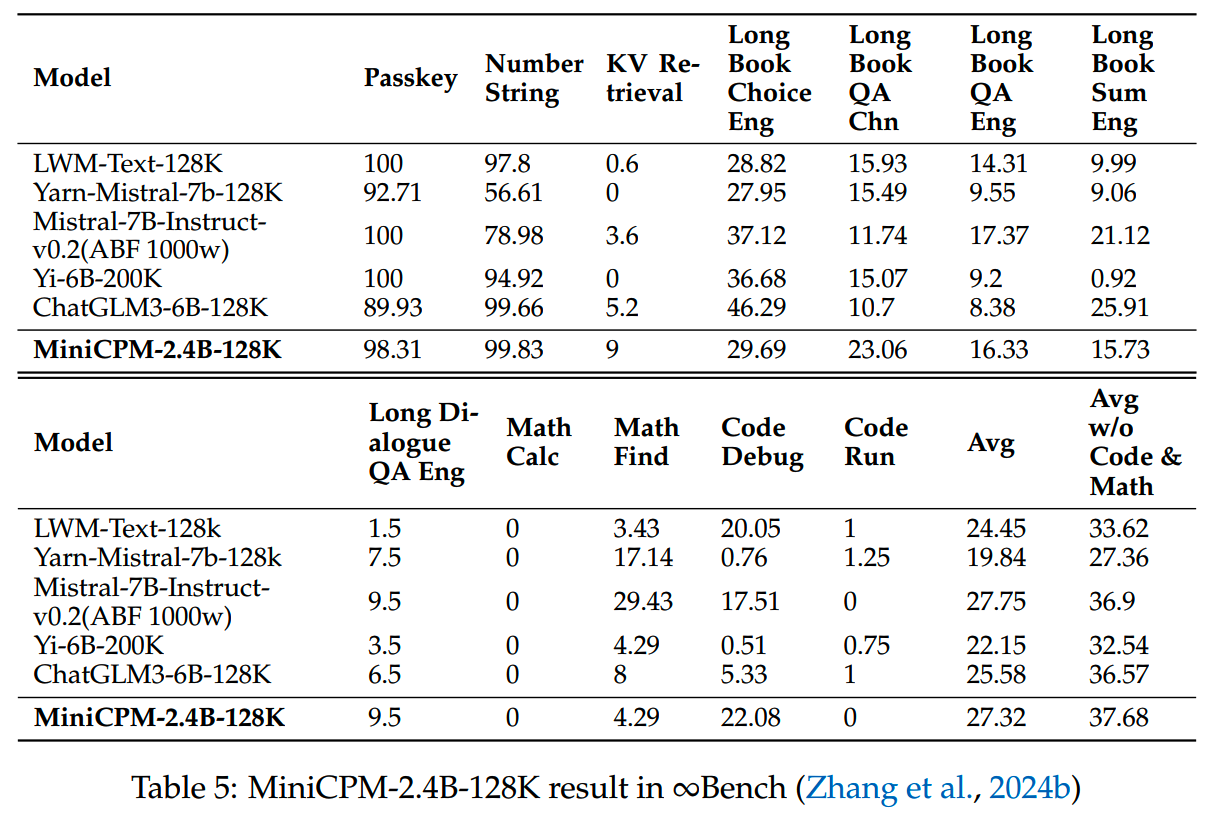 Model Passkey Number String KV Re-trieval Long Book Choice Eng Long Book QA Chn Long Book QA Eng Long Book Sum Eng
LWM-Text-128K 100 97.8 0.6 28.82 15.93 14.31 9.99
Yarn-Mistral-7b-128K 92.71 56.61 0 27.95 15.49 9.55 9.06
Mistral-7B-Instruct-
v0.2(ABF 1000w) 100 78.98 3.6 37.12 11.74 17.37 21.12
Yi-6B-200K 100 94.92 0 36.68 15.07 9.2 0.92
ChatGLM3-6B-128K 89.93 99.66 5.2 46.29 10.7 8.38 25.91
MiniCPM-2.4B-128K 98.31 99.83 9 29.69 23.06 16.33 15.73
Model Long Di-alogue QA Eng Math Calc Math Find Code Debug Code Run Avg Avg w/o Code & Math
LWM-Text-128k 1.5 0 3.43 20.05 1 24.45 33.62
Yarn-Mistral-7b-128k 7.5 0 17.14 0.76 1.25 19.84 27.36
Mistral-7B-Instruct-
v0.2(ABF 1000w) 9.5 0 29.43 17.51 0 27.75 36.9
Yi-6B-200K 3.5 0 4.29 0.51 0.75 22.15 32.54
ChatGLM3-6B-128K 6.5 0 8 5.33 1 25.58 36.57
MiniCPM-2.4B-128K 9.5 0 4.29 22.08 0 27.32 37.68
Table 5: MiniCPM-2.4B-128K result in ∞Bench (Zhang et al., 2024b)